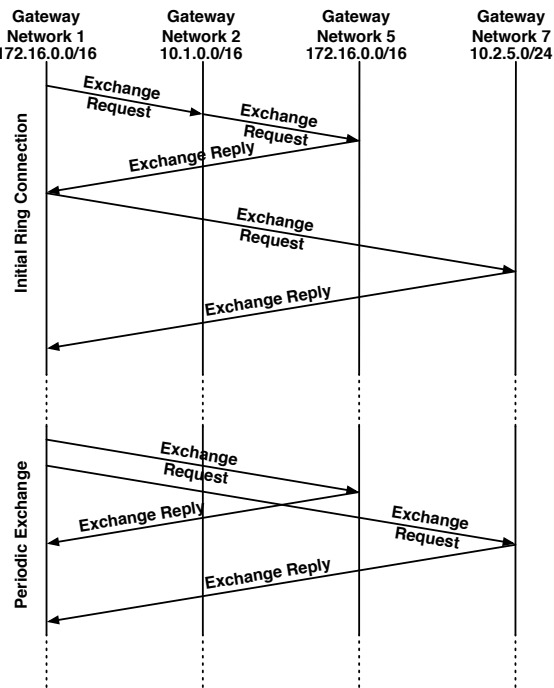 Gateway
Network 1
172.16.0.0/16
Gateway
Network 2
10.1.0.0/16
Gateway
Network 5
172.16.0.0/16
Gateway
Network 7
10.2.5.0/24
Initial Ring Connection
Exchange
Request
Exchange
Request
Exchange Reply
Exchange
Request
Exchange Reply
Periodic Exchange
Exchange
Request
Exchange Reply
Exchange
Request
Exchange Reply